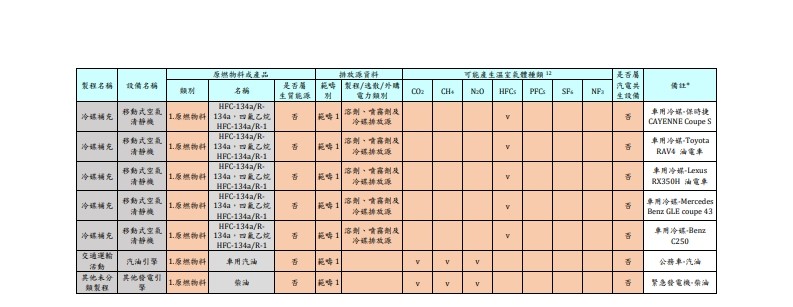 原燃物料或產品 排放源資料 可能產生溫室氣體種類 12
製程名稱 設備名稱 類別 名稱 是否屬生質能源 範疇別 製程/逸散/外購電力類別 CO2 CH4 N2O HFCS PFCS SF6 NF3 是否屬汽電共生設備 備註*
冷媒補充 移動式空氣清靜機 1.原燃物料 HFC-134a/R-134a，四氟乙烷 HFC-134a/R-1 否 範疇 1 溶劑、噴霧劑及冷媒排放源 v 否 車用冷媒-保時捷 CAYENNE Coupe S
冷媒補充 移動式空氣清靜機 1.原燃物料 HFC-134a/R-134a，四氟乙烷 HFC-134a/R-1 否 範疇 1 溶劑、噴霧劑及冷媒排放源 v 否 車用冷媒-Toyota RAV4 油電車
冷媒補充 移動式空氣清靜機 1.原燃物料 HFC-134a/R-134a，四氟乙烷 HFC-134a/R-1 否 範疇 1 溶劑、噴霧劑及冷媒排放源 v 否 車用冷媒-Lexus RX350H 油電車
冷媒補充 移動式空氣清靜機 1.原燃物料 HFC-134a/R-134a，四氟乙烷 HFC-134a/R-1 否 範疇 1 溶劑、噴霧劑及冷媒排放源 v 否 車用冷媒-Mercedes Benz GLE coupe 43
冷媒補充 移動式空氣清靜機 1.原燃物料 HFC-134a/R-134a，四氟乙烷 HFC-134a/R-1 否 範疇 1 溶劑、噴霧劑及冷媒排放源 v 否 車用冷媒-Benz C250
交通運輸活動 汽油引擎 1.原燃物料 車用汽油 否 範疇 1 v v v 否 公務車-汽油
其他未分類製程 其他發電引擎 1.原燃物料 柴油 否 範疇 1 v v v 否 緊急發電機-柴油